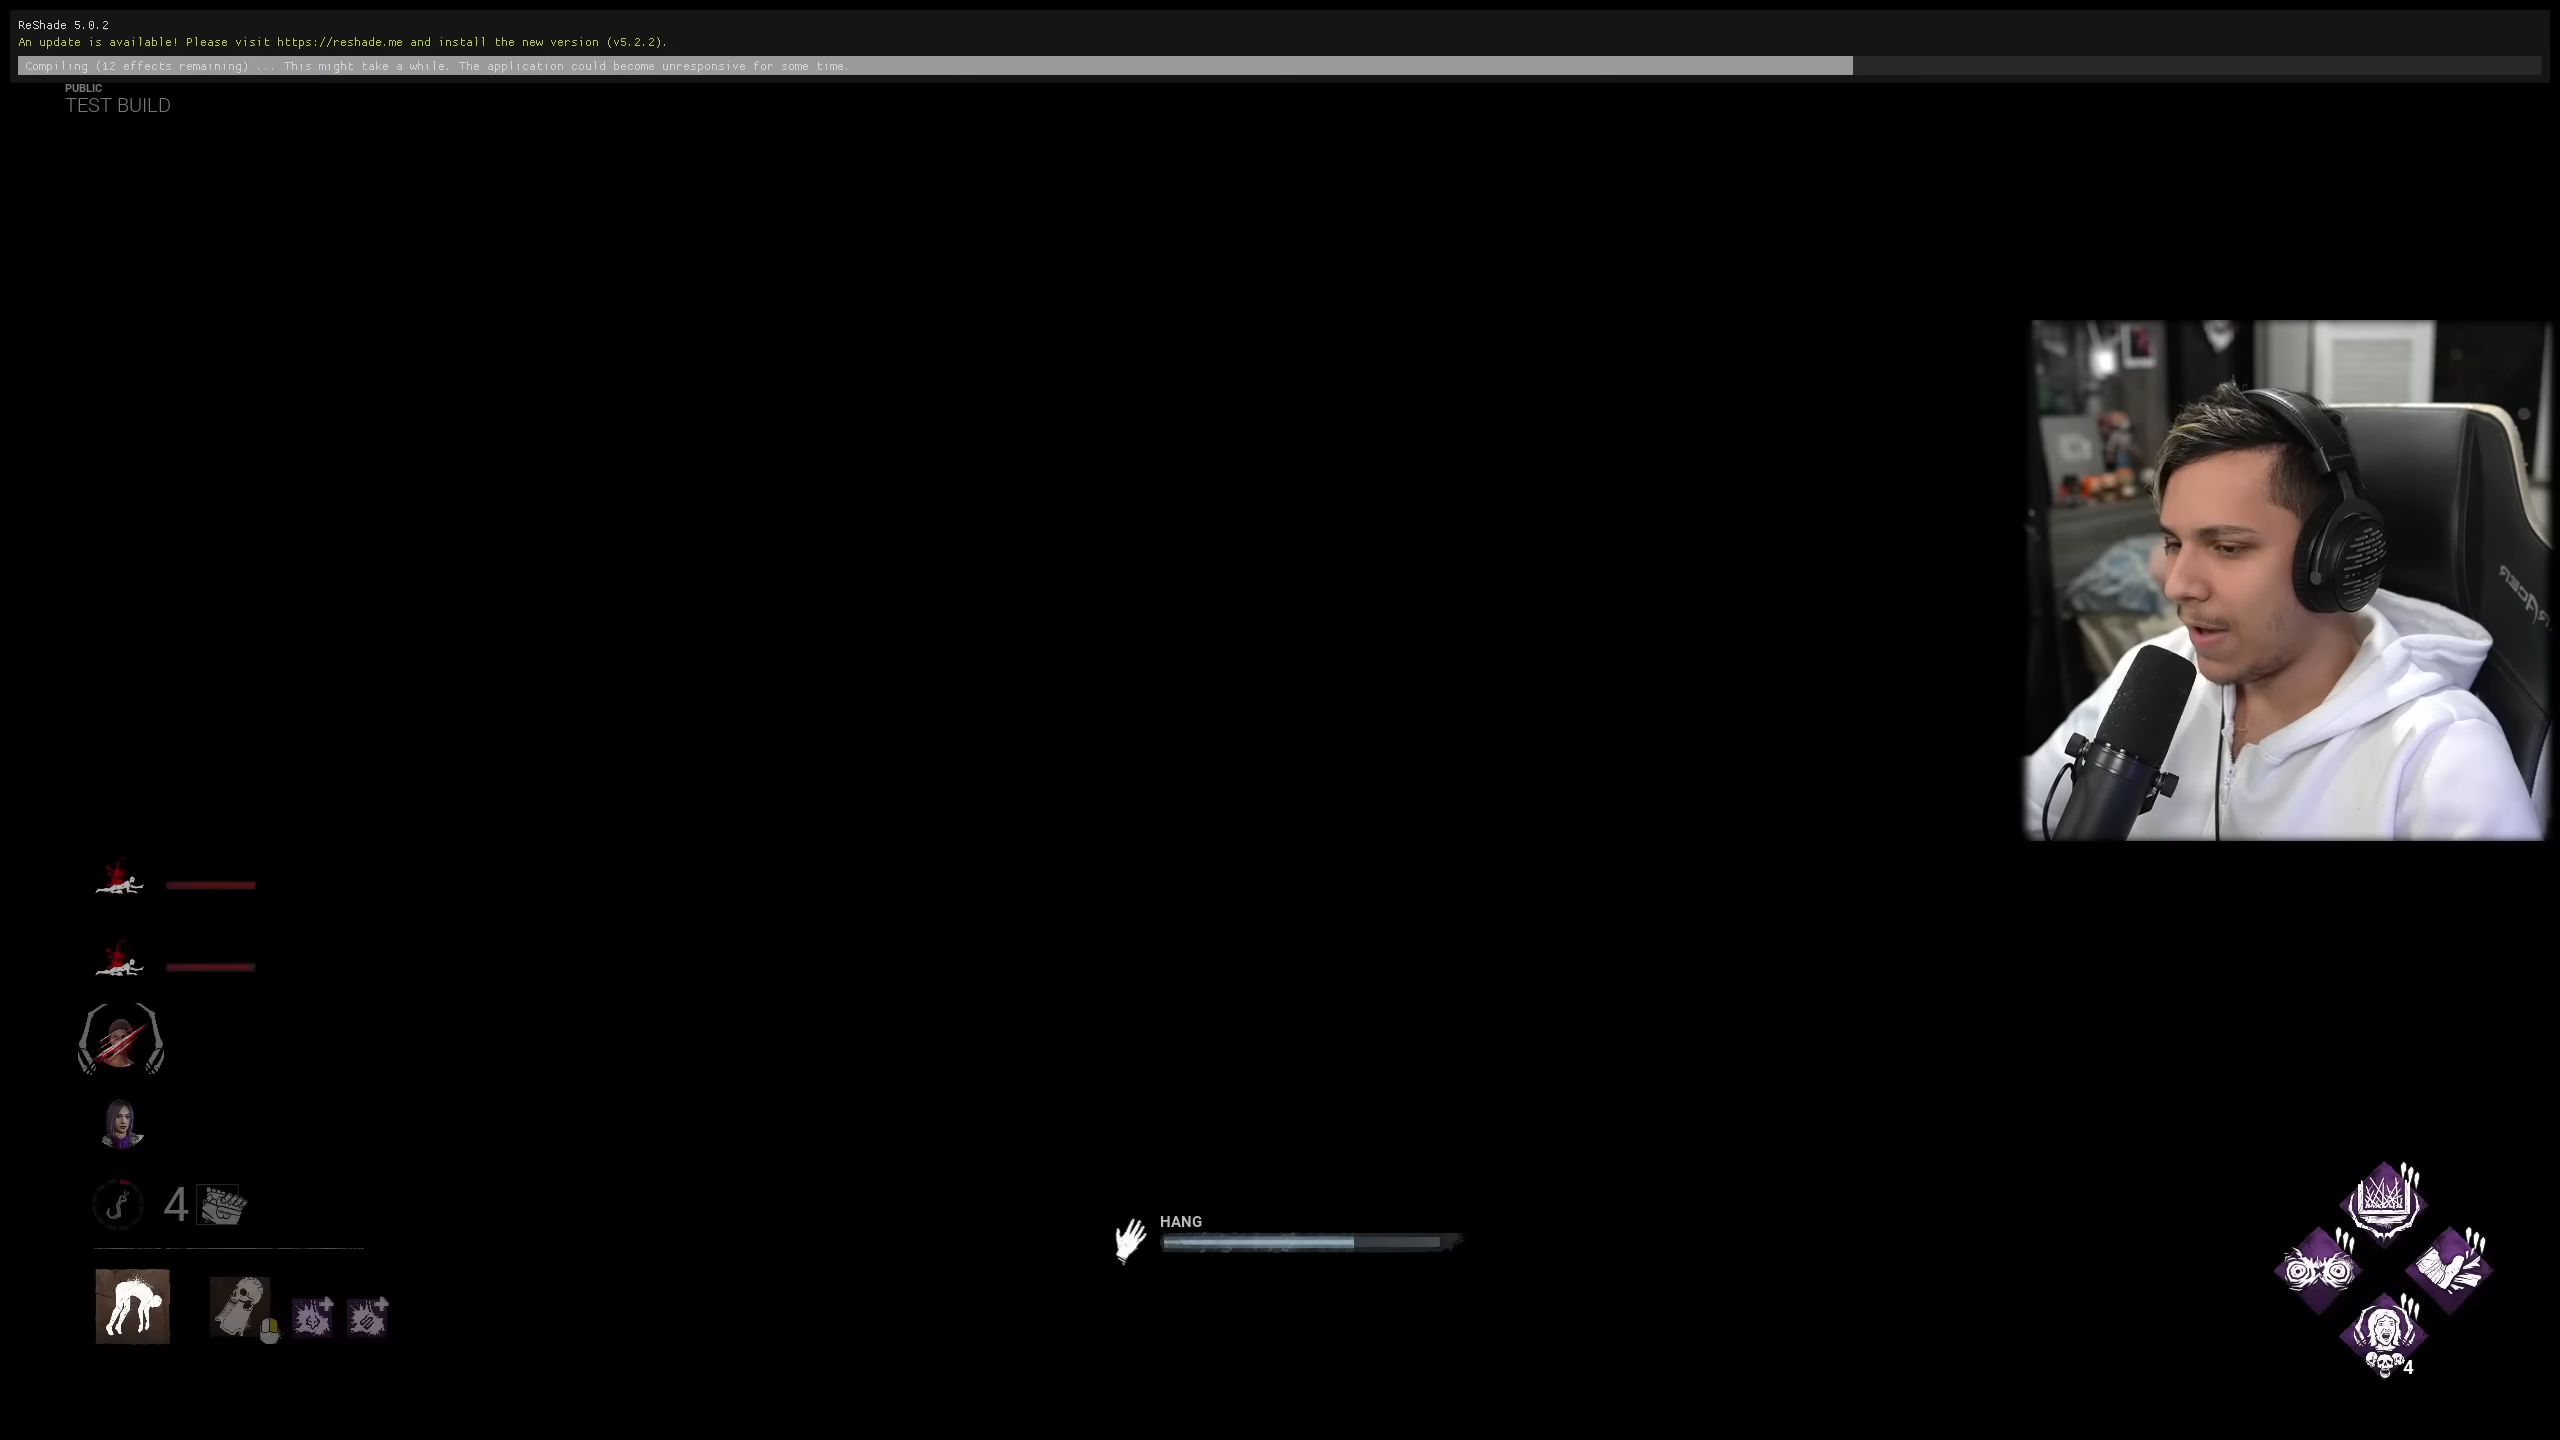 ReShade 5.0.2
An update is available! Please visit https://reshade.me and install the new version (v5.2.2).
Compiling (12 effects remaining) ... This might take a while. The application could become unresponsive for some time.
PUBLIC
TEST BUILD
4
HANG
4